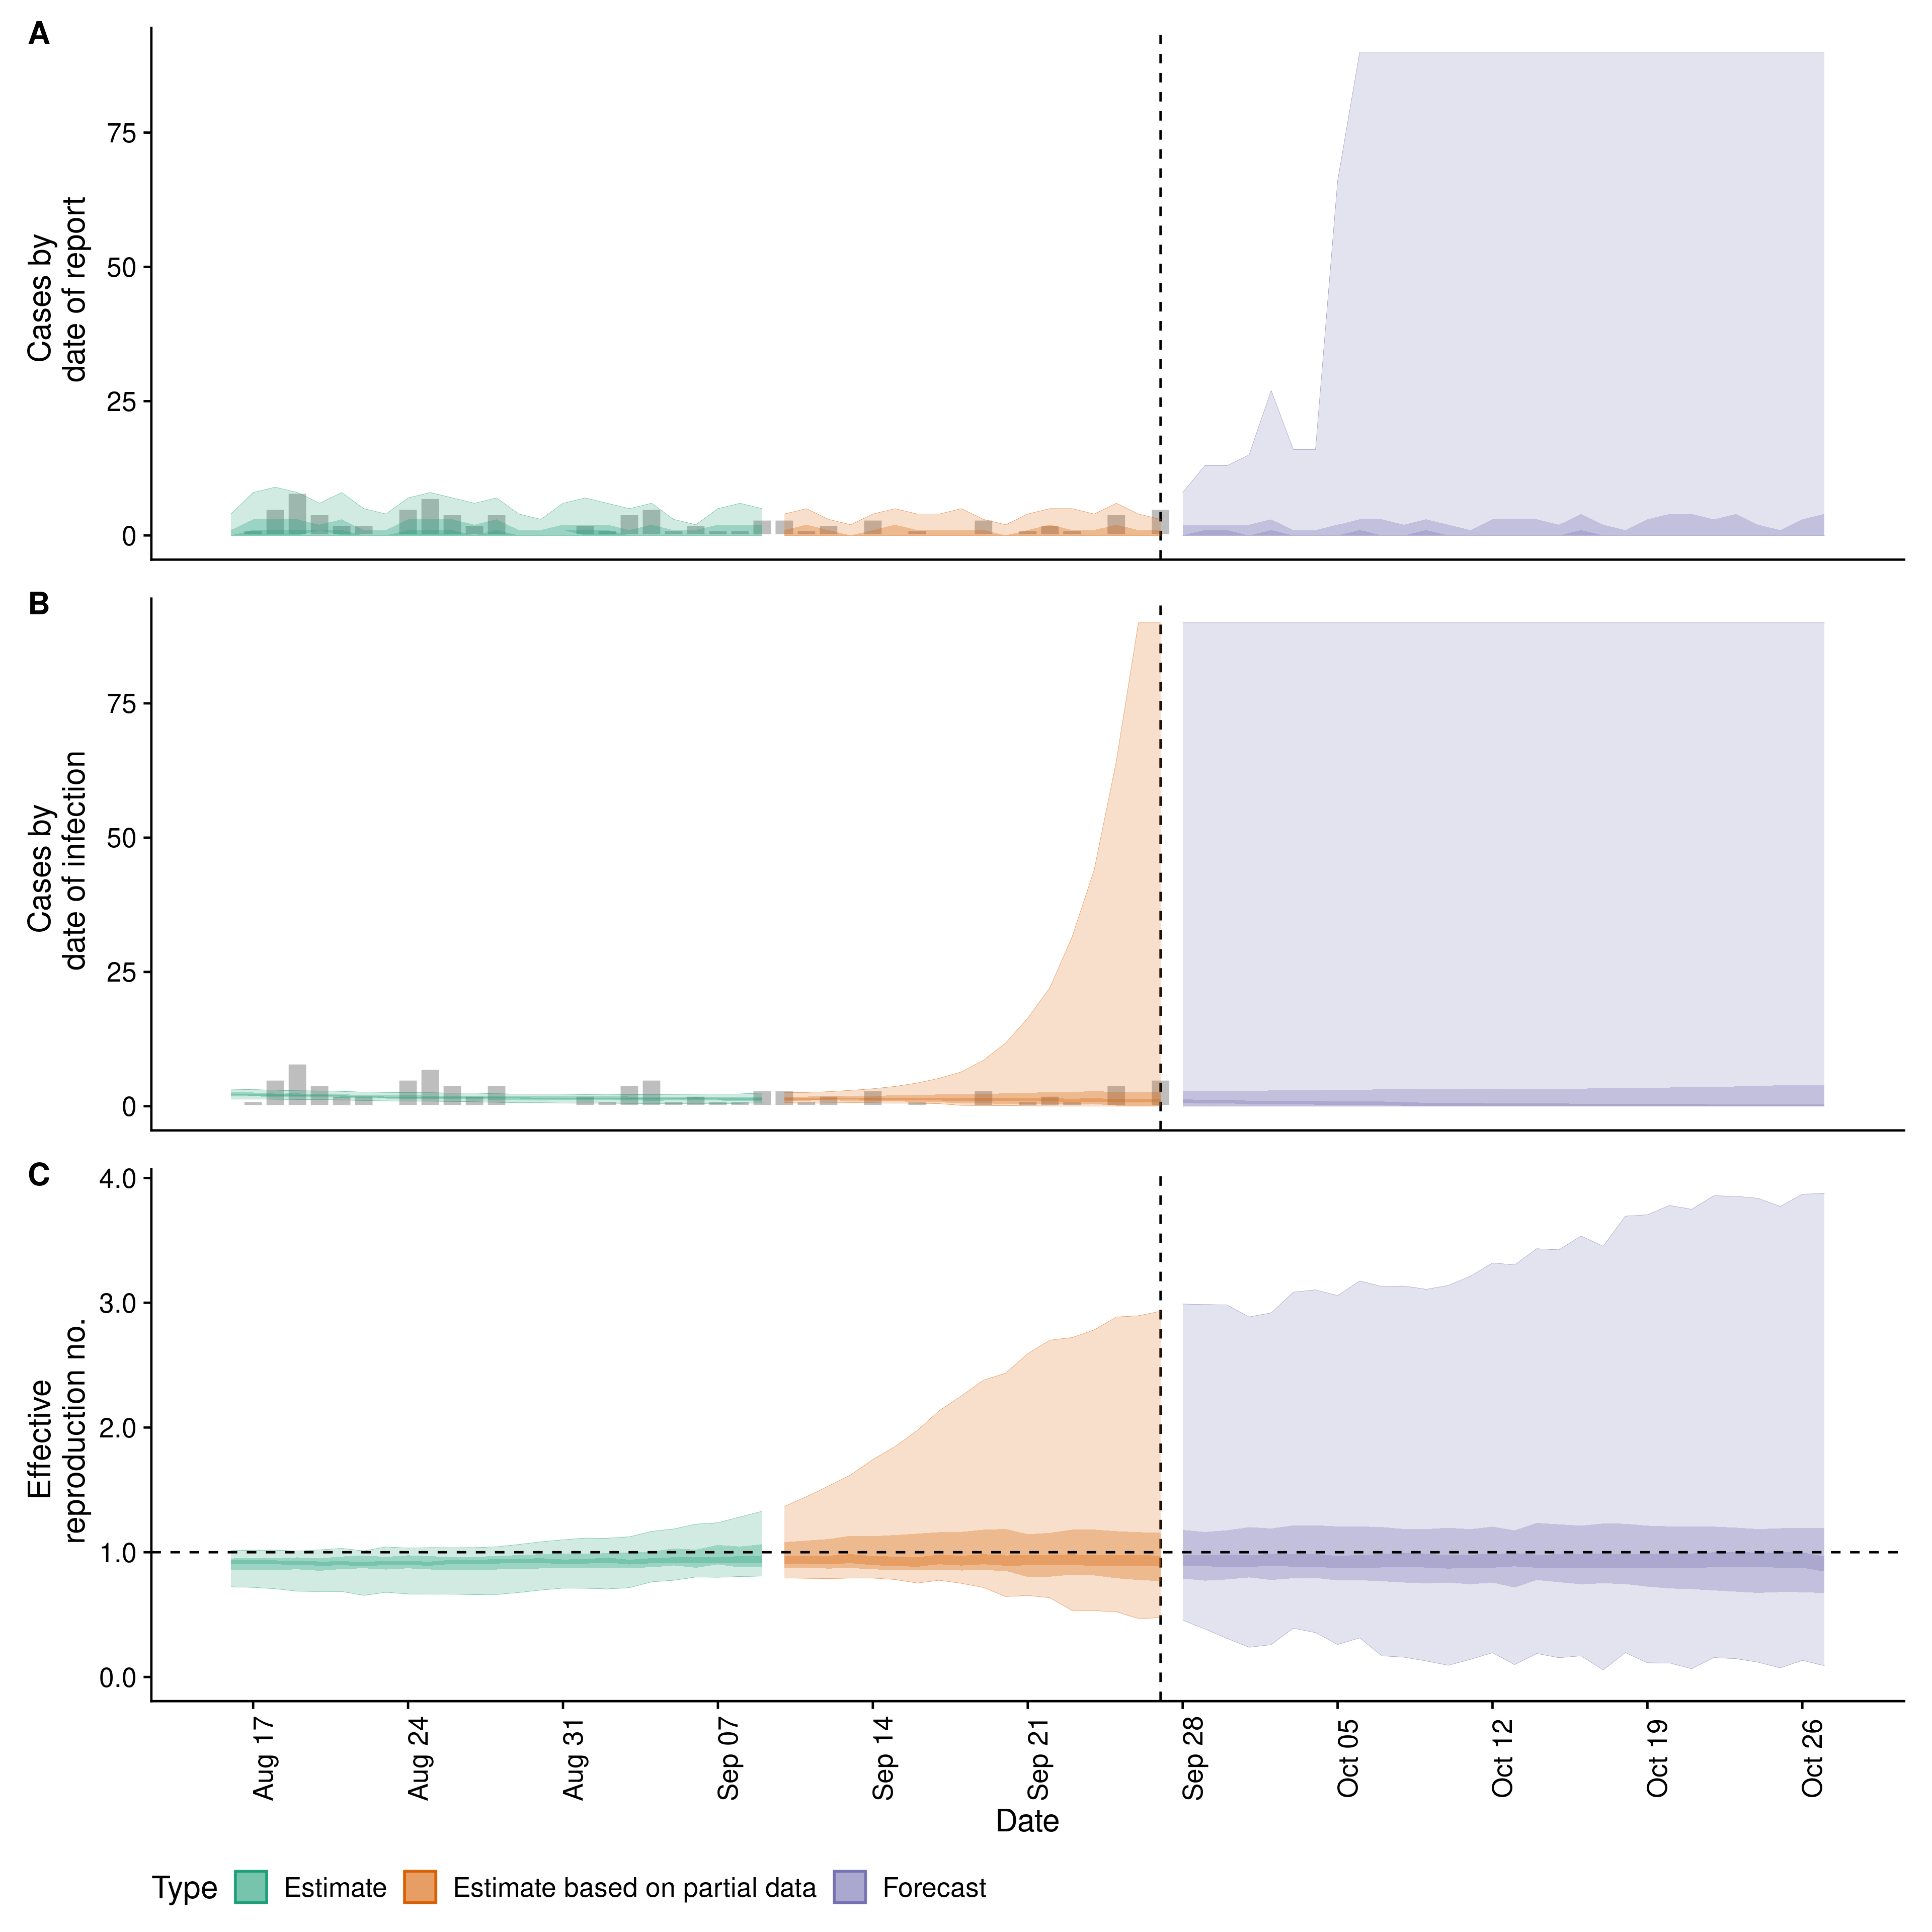 A
Cases by
date of report
75
50
25
0
B
Cases by
date of infection
75
50
25
0
C
Effective
reproduction no.
4.0
3.0
2.0
1.0
0.0
Aug 17
Aug 24
Aug 31
Sep 07
Sep 14
Sep 21
Sep 28
Oct 05
Oct 12
Oct 19
Oct 26
Date
Type Estimate Estimate based on partial data Forecast